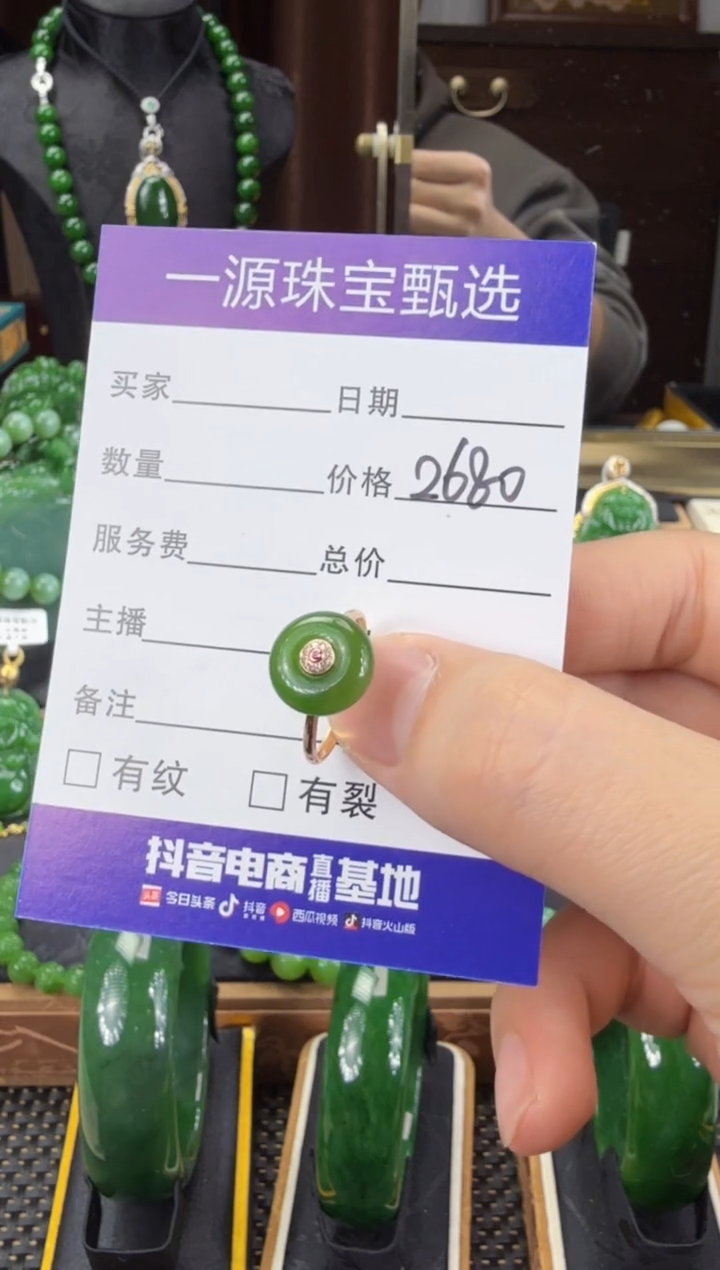 一源珠宝甄选
买家 日期
数量 价格 2680
服务费 总价
主播
备注
有纹 有裂
抖音电商直播基地
头条 今日头条 抖音 西瓜视频 抖音火山版